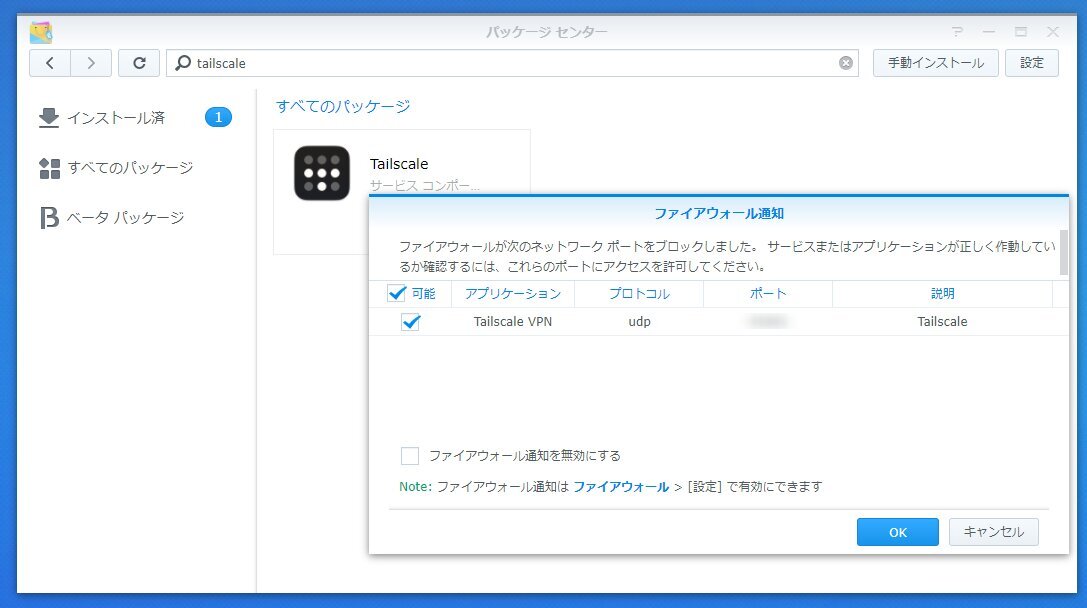 パッケージ センター
tailscale
手動インストール
設定
インストール済
1
すべてのパッケージ
ベータ パッケージ
すべてのパッケージ
Tailscale
サービス コンポー...
ファイアウォール通知
ファイアウォールが次のネットワーク ポートをブロックしました。 サービスまたはアプリケーションが正しく作動してい
るか確認するには、これらのポートにアクセスを許可してください。
可能 アプリケーション プロトコル ポート 説明
Tailscale VPN udp Tailscale
ファイアウォール通知を無効にする
Note: ファイアウォール通知は ファイアウォール > [設定] で有効にできます
OK
キャンセル